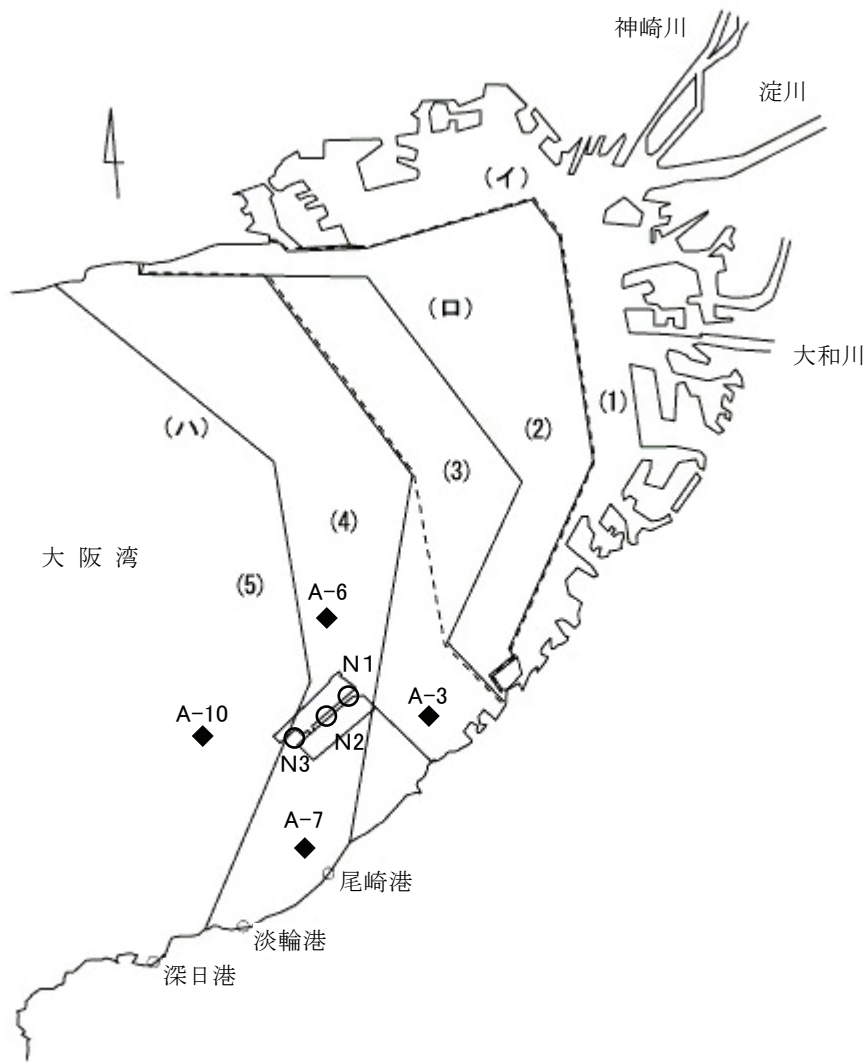 神崎川
淀川
(イ)
(ロ)
大和川
(1)
(ハ)
(2)
(3)
(4)
大 阪 湾
(5)
A-6
N1
A-3
A-10
N2
N3
A-7
尾崎港
淡輪港
深日港